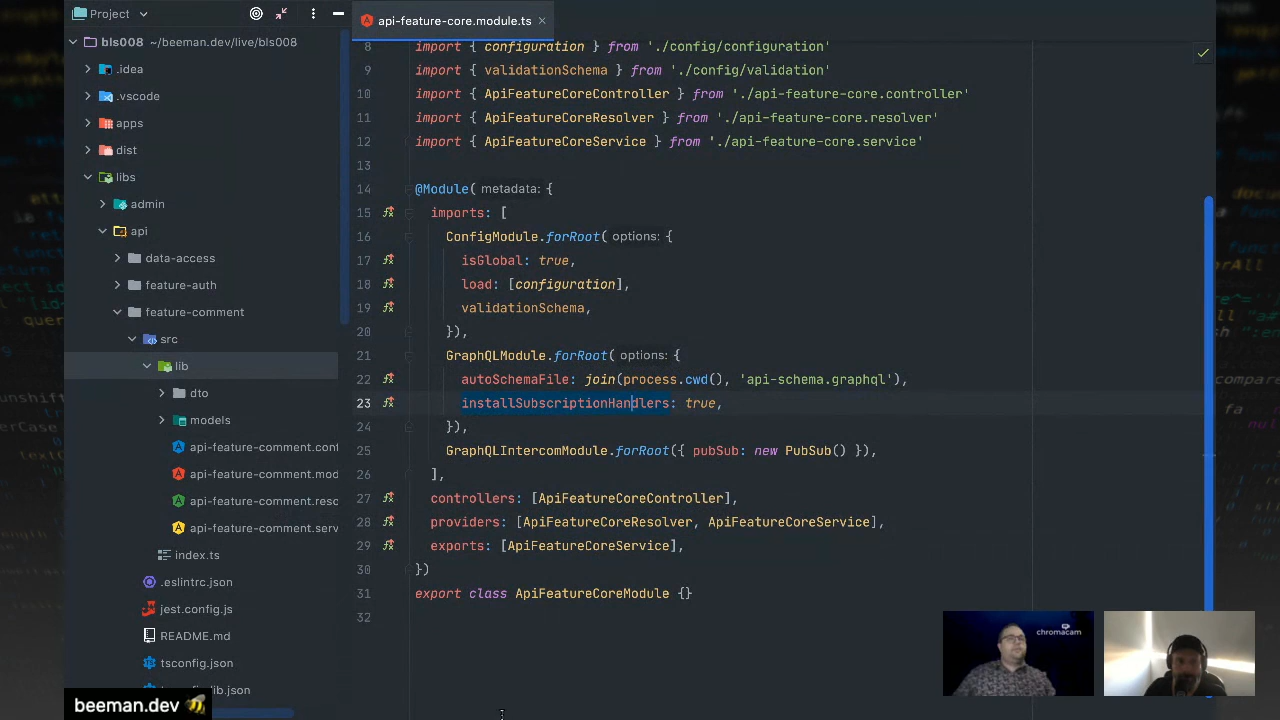 Project
bls008 ~/beeman.dev/live/bls008
.idea
.vscode
apps
dist
libs
admin
api
data-access
feature-auth
feature-comment
src
lib
dto
models
api-feature-comment.cont
api-feature-comment.mod
api-feature-comment.reso
api-feature-comment.serv
index.ts
.eslintrc.json
jest.config.js
README.md
tsconfig.json
lib.json
beeman.dev
api-feature-core.module.ts
8 import { configuration } from './config/configuration'
9 import { validationSchema } from './config/validation'
10 import { ApiFeatureCoreController } from './api-feature-core.controller'
11 import { ApiFeatureCoreResolver } from './api-feature-core.resolver'
12 import { ApiFeatureCoreService } from './api-feature-core.service'
13
14 @Module( metadata: {
15 imports: [
16 ConfigModule.forRoot( options: {
17 isGlobal: true,
18 load: [configuration],
19 validationSchema,
20 }),
21 GraphQLModule.forRoot( options: {
22 autoSchemaFile: join(process.cwd(), 'api-schema.graphql'),
23 installSubscriptionHandlers: true,
24 }),
25 GraphQLIntercomModule.forRoot({ pubSub: new PubSub() }),
26 ],
27 controllers: [ApiFeatureCoreController],
28 providers: [ApiFeatureCoreResolver, ApiFeatureCoreService],
29 exports: [ApiFeatureCoreService],
30 })
31 export class ApiFeatureCoreModule {}
32
chromacam